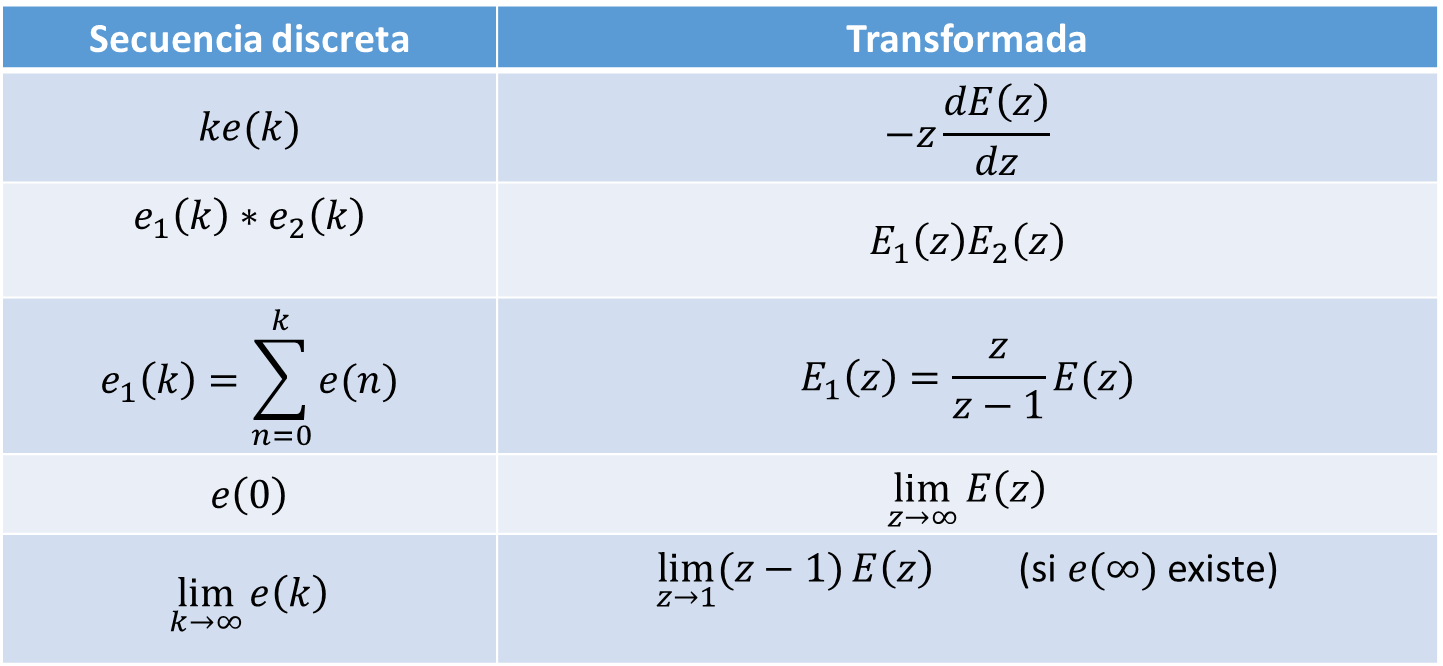 Secuencia discreta Transformada
ke(k) −z dE(z)/dz
e₁(k) ∗ e₂(k) E₁(z)E₂(z)
e₁(k) = ∑_{n=0}^{k} e(n) E₁(z) = z/(z − 1) E(z)
e(0) lim_{z→∞} E(z)
lim_{k→∞} e(k) lim_{z→1} (z − 1) E(z) (si e(∞) existe)